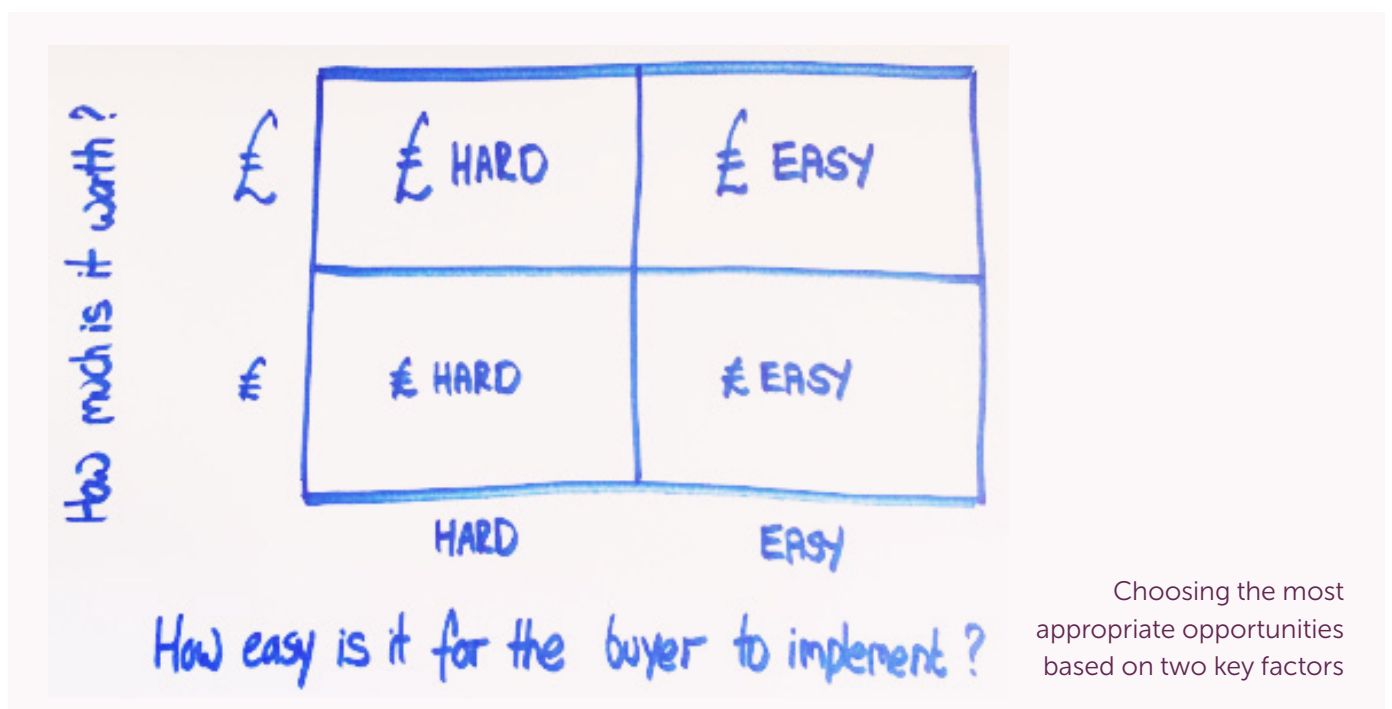 How much is it worth?
£
£ HARD
£ EASY
£
£ HARD
£ EASY
HARD
EASY
How easy is it for the buyer to implement?
Choosing the most
appropriate opportunities
based on two key factors